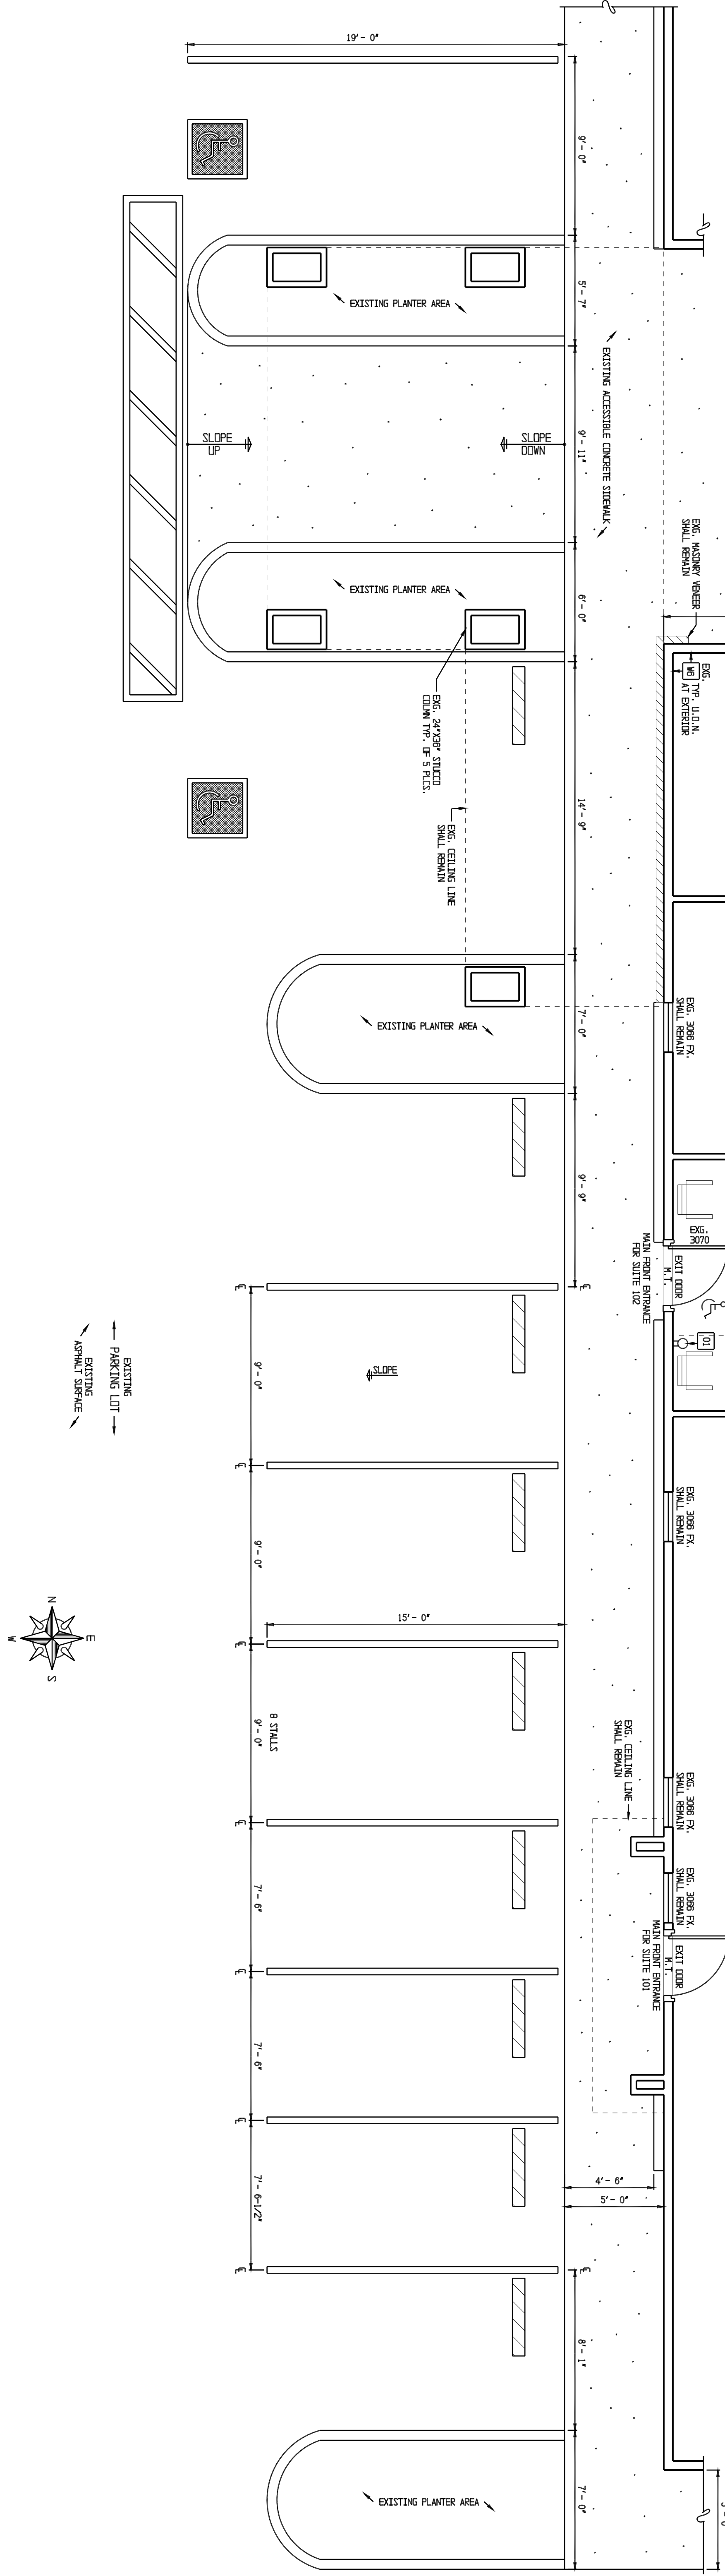 19'- 0"
9'- 0"
5'- 7"
EXISTING PLANTER AREA
EXISTING ACCESSIBLE CONCRETE SIDEWALK
SLOPE
UP
SLOPE
DOWN
9'- 11"
EXG. MASONRY VENEER
SHALL REMAIN
EXISTING PLANTER AREA
6'- 0"
EXG.
W6
TYP. U.O.N.
AT EXTERIOR
EXG. 24"X36" STUCCO
COLMN TYP. OF 5 PLCS.
14'- 9"
EXG. CEILING LINE
SHALL REMAIN
EXISTING PLANTER AREA
7'- 0"
EXG. 3066 FX.
SHALL REMAIN
9'- 9"
EXG.
3070
MAIN FRONT ENTRANCE
FOR SUITE 102
EXIT DOOR
M.T.
01
SLOPE
9'- 0"
EXISTING
PARKING LOT
EXISTING
ASPHALT SURFACE
EXG. 3066 FX.
SHALL REMAIN
9'- 0"
N
E
W
S
15'- 0"
8 STALLS
9'- 0"
EXG. CEILING LINE
SHALL REMAIN
EXG. 3066 FX.
SHALL REMAIN
7'- 6"
EXG. 3066 FX.
SHALL REMAIN
MAIN FRONT ENTRANCE
FOR SUITE 101
EXIT DOOR
M.T.
7'- 6"
7'- 6-1/2"
4'- 6"
5'- 0"
8'- 1"
EXISTING PLANTER AREA
7'- 0"